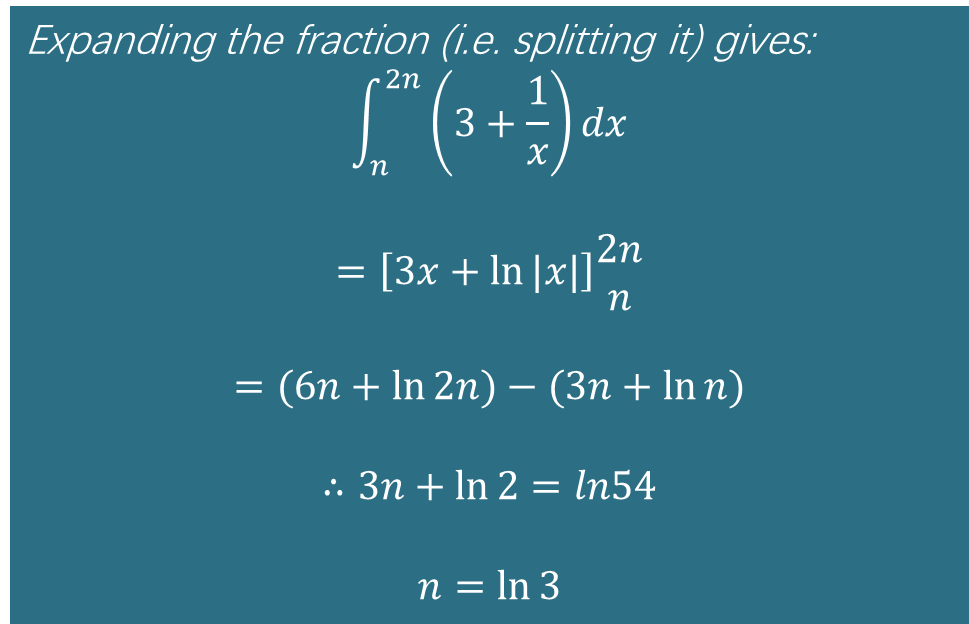 Expanding the fraction (i.e. splitting it) gives:
∫_n^{2n} (3 + 1/x) dx
= [3x + ln |x|]_n^{2n}
= (6n + ln 2n) − (3n + ln n)
∴ 3n + ln 2 = ln54
n = ln 3